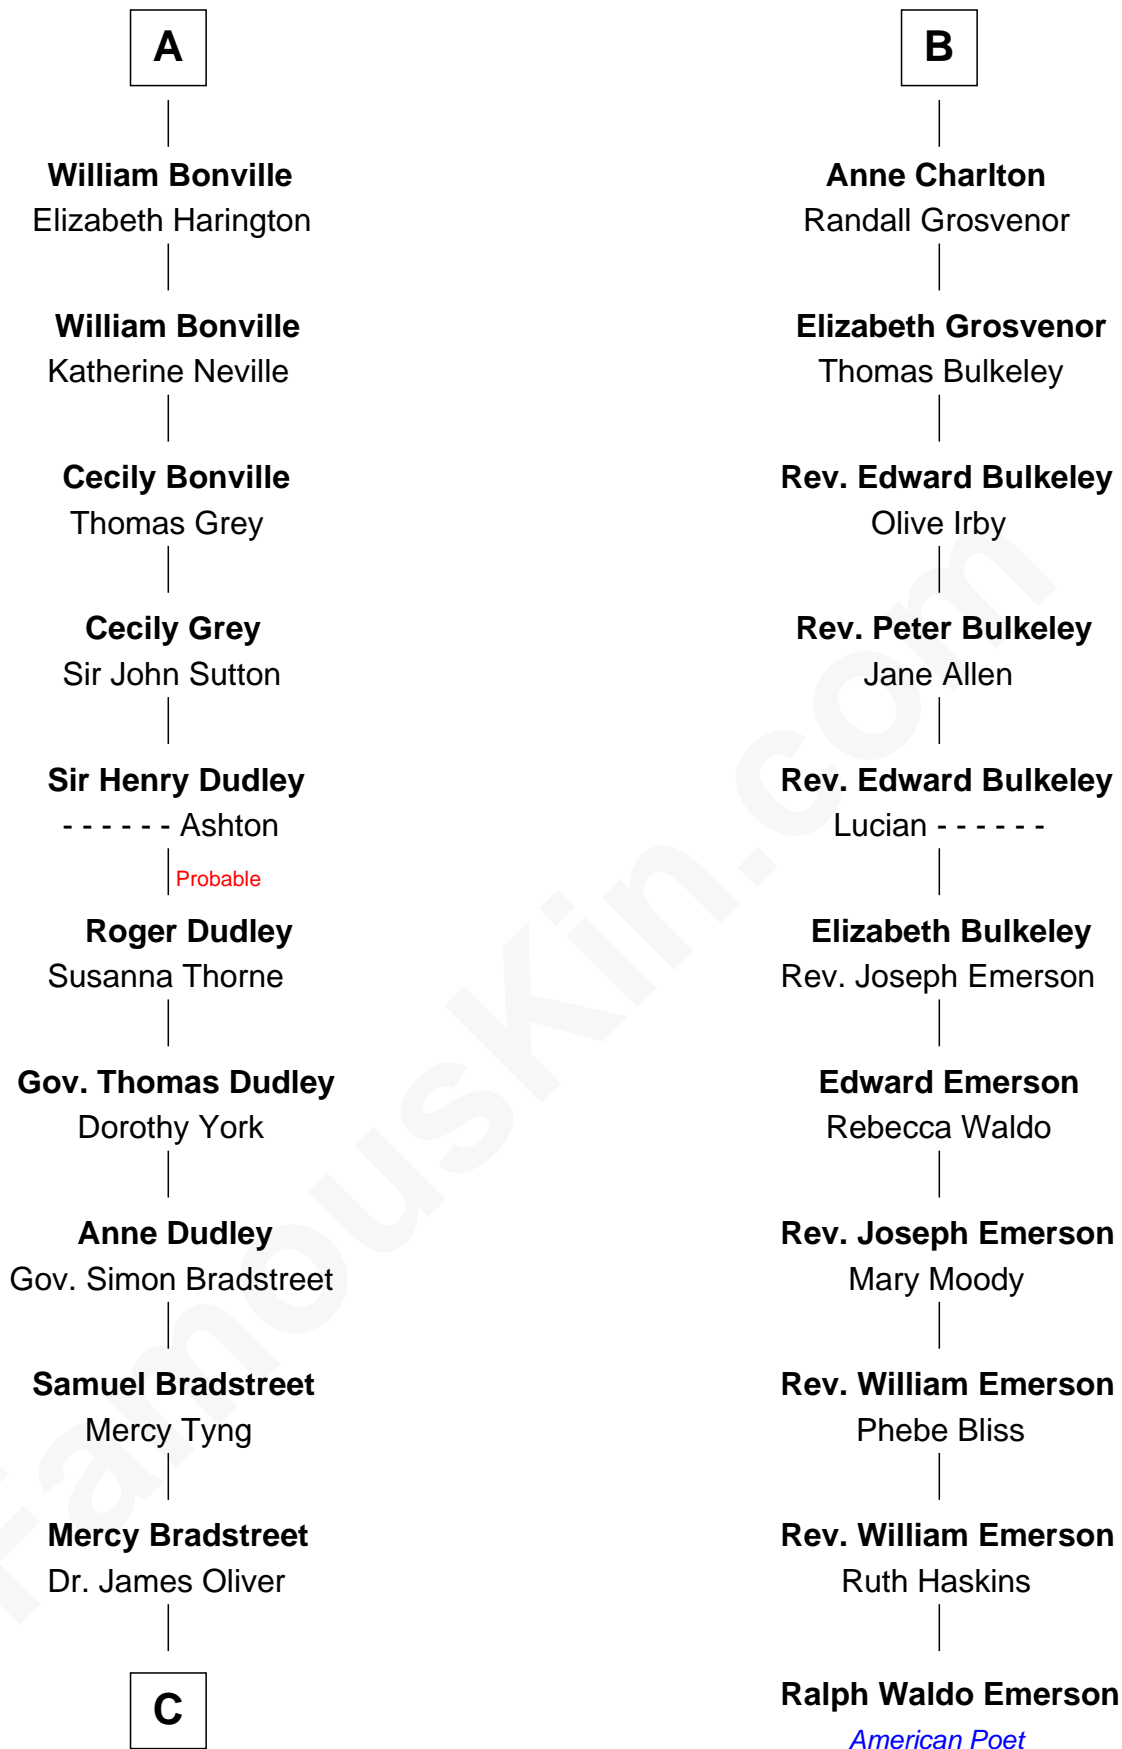 A
William Bonville
Elizabeth Harington
William Bonville
Katherine Neville
Cecily Bonville
Thomas Grey
Cecily Grey
Sir John Sutton
Sir Henry Dudley
- - - - - - Ashton
Probable
Roger Dudley
Susanna Thorne
Gov. Thomas Dudley
Dorothy York
Anne Dudley
Gov. Simon Bradstreet
Samuel Bradstreet
Mercy Tyng
Mercy Bradstreet
Dr. James Oliver
C
B
Anne Charlton
Randall Grosvenor
Elizabeth Grosvenor
Thomas Bulkeley
Rev. Edward Bulkeley
Olive Irby
Rev. Peter Bulkeley
Jane Allen
Rev. Edward Bulkeley
Lucian - - - - - -
Elizabeth Bulkeley
Rev. Joseph Emerson
Edward Emerson
Rebecca Waldo
Rev. Joseph Emerson
Mary Moody
Rev. William Emerson
Phebe Bliss
Rev. William Emerson
Ruth Haskins
Ralph Waldo Emerson
American Poet
FamousKin.com